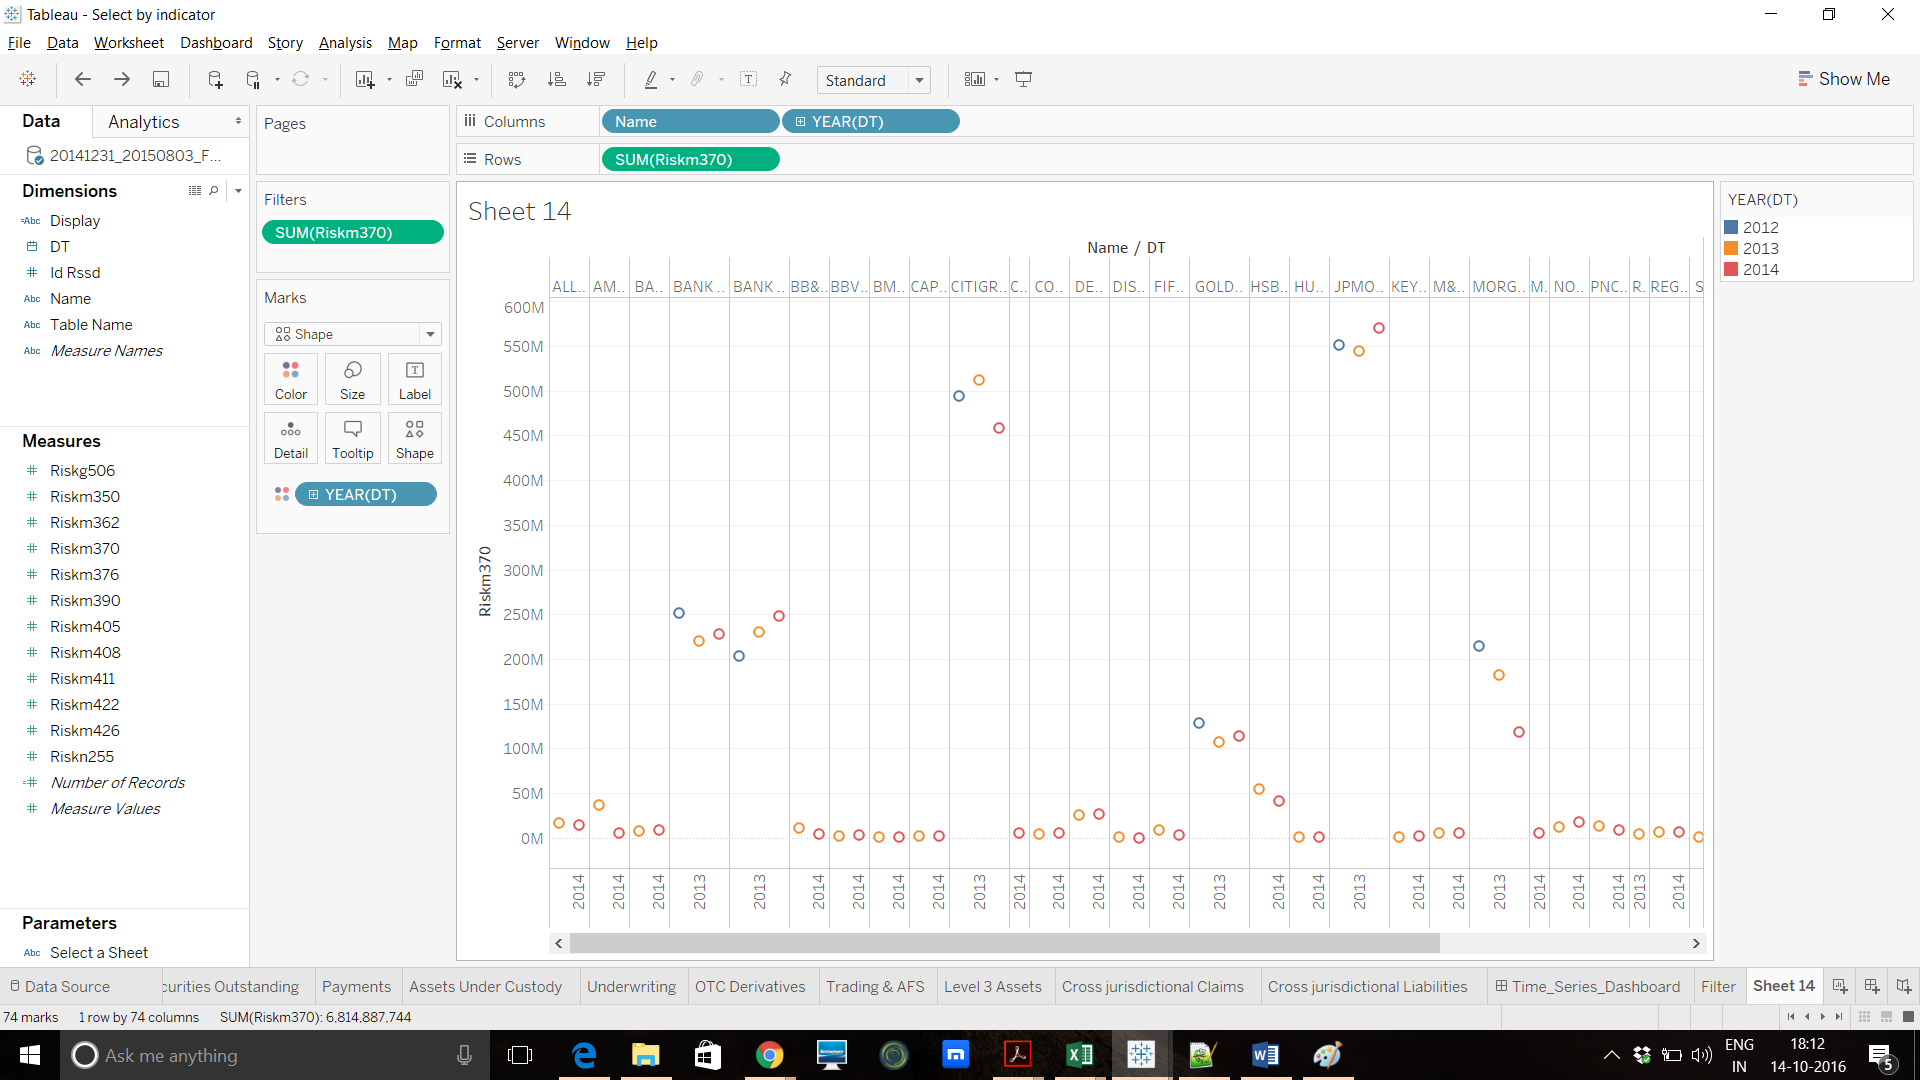 Tableau - Select by indicator
File Data Worksheet Dashboard Story Analysis Map Format Server Window Help
Standard
Show Me
Data Analytics
20141231_20150803_F...
Dimensions
=Abc Display
DT
# Id Rssd
Abc Name
Abc Table Name
Abc Measure Names
Measures
# Riskg506
# Riskm350
# Riskm362
# Riskm370
# Riskm376
# Riskm390
# Riskm405
# Riskm408
# Riskm411
# Riskm422
# Riskm426
# Riskn255
=# Number of Records
# Measure Values
Parameters
Abc Select a Sheet
Pages
Filters
SUM(Riskm370)
Marks
Shape
Color Size Label
Detail Tooltip Shape
YEAR(DT)
Columns Name YEAR(DT)
Rows SUM(Riskm370)
Sheet 14
Name / DT
ALL.. AM.. BA.. BANK .. BANK .. BB&.. BBV.. BM.. CAP.. CITIGR.. C.. CO.. DE.. DIS.. FIF.. GOLD.. HSB.. HU.. JPMO.. KEY.. M&.. MORG.. M. NO.. PNC.. R. REG.. S
600M
550M
500M
450M
400M
350M
300M
250M
200M
150M
100M
50M
0M
Riskm370
2014 2014 2014 2013 2013 2014 2014 2014 2014 2013 2014 2014 2014 2014 2014 2013 2014 2014 2013 2014 2014 2013 2014 2014 2014 2013 2014
YEAR(DT)
2012
2013
2014
Data Source curities Outstanding Payments Assets Under Custody Underwriting OTC Derivatives Trading & AFS Level 3 Assets Cross jurisdictional Claims Cross jurisdictional Liabilities Time_Series_Dashboard Filter Sheet 14
74 marks 1 row by 74 columns SUM(Riskm370): 6,814,887,744
Ask me anything
ENG
IN
18:12
14-10-2016
5